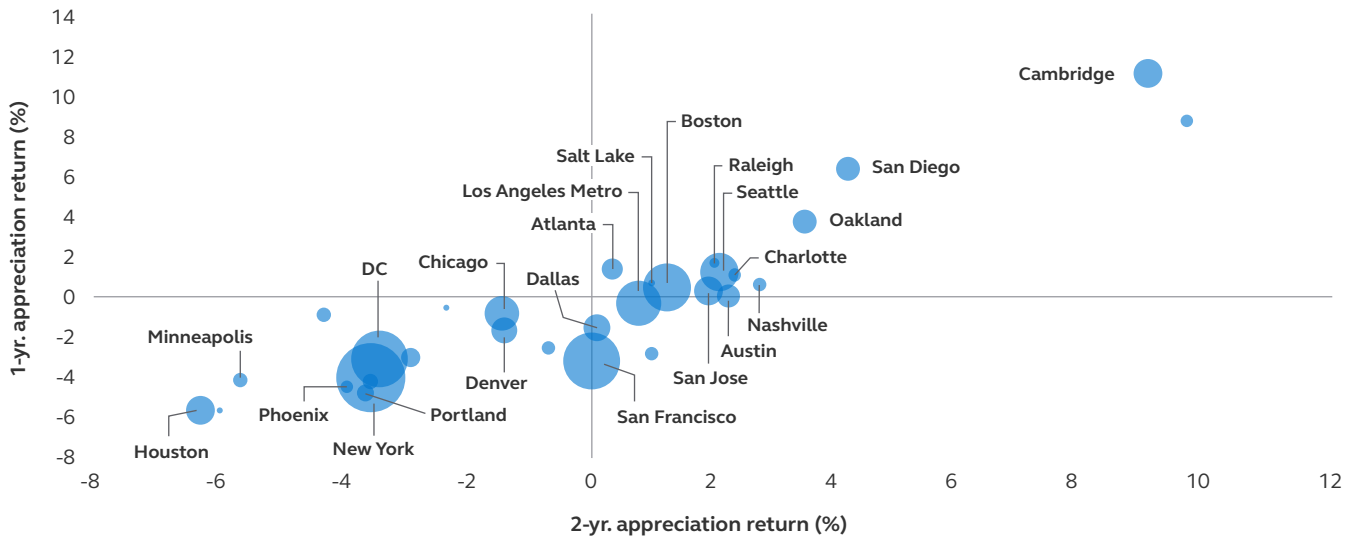 14
12
10
8
6
4
2
0
-2
-4
-6
-8
1-yr. appreciation return (%)
Cambridge
Boston
Salt Lake
Raleigh
San Diego
Los Angeles Metro
Seattle
Atlanta
Oakland
Charlotte
Chicago
DC
Dallas
Nashville
Minneapolis
Austin
San Jose
Denver
Phoenix
Portland
San Francisco
New York
Houston
-8 -6 -4 -2 0 2 4 6 8 10 12
2-yr. appreciation return (%)